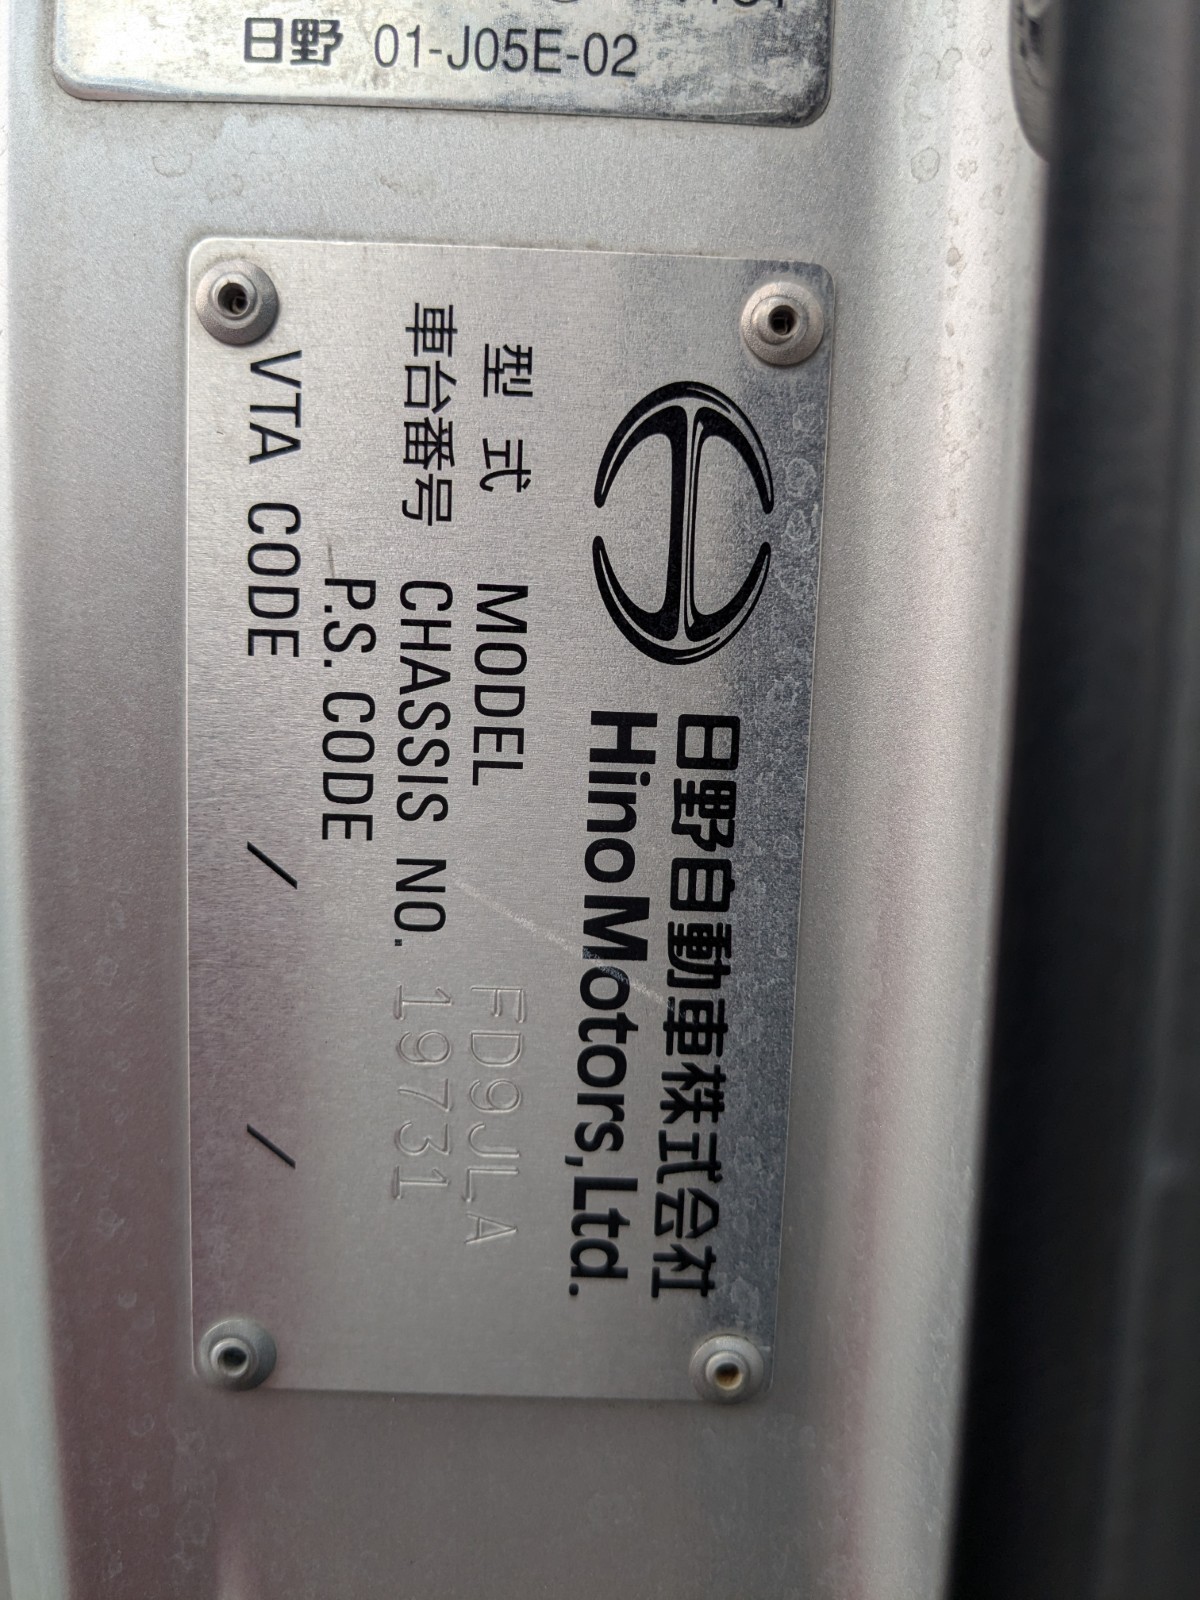 日野 01-J05E-02
日野自動車株式会社
Hino Motors, Ltd.
型式 MODEL FD9JLA
車台番号 CHASSIS NO. 19731
P.S. CODE
VTA CODE / /